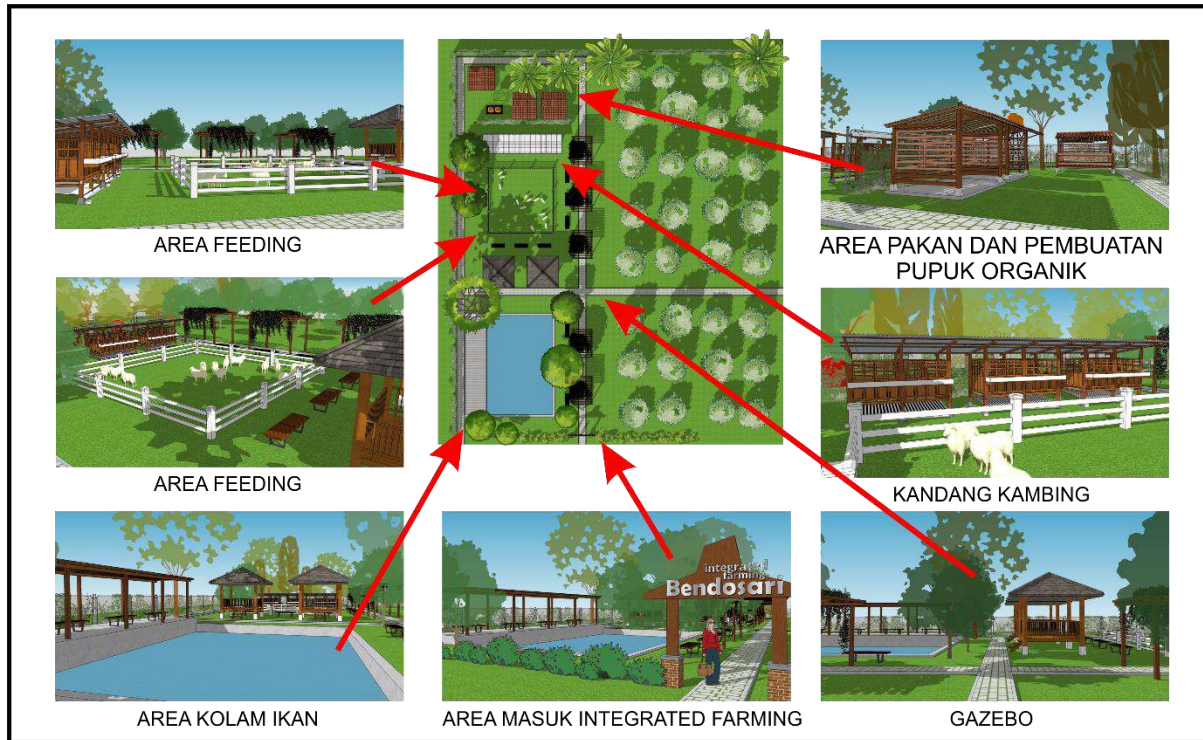 AREA FEEDING
AREA PAKAN DAN PEMBUATAN
PUPUK ORGANIK
AREA FEEDING
KANDANG KAMBING
integrated
farming
Bendosari
AREA KOLAM IKAN
AREA MASUK INTEGRATED FARMING
GAZEBO